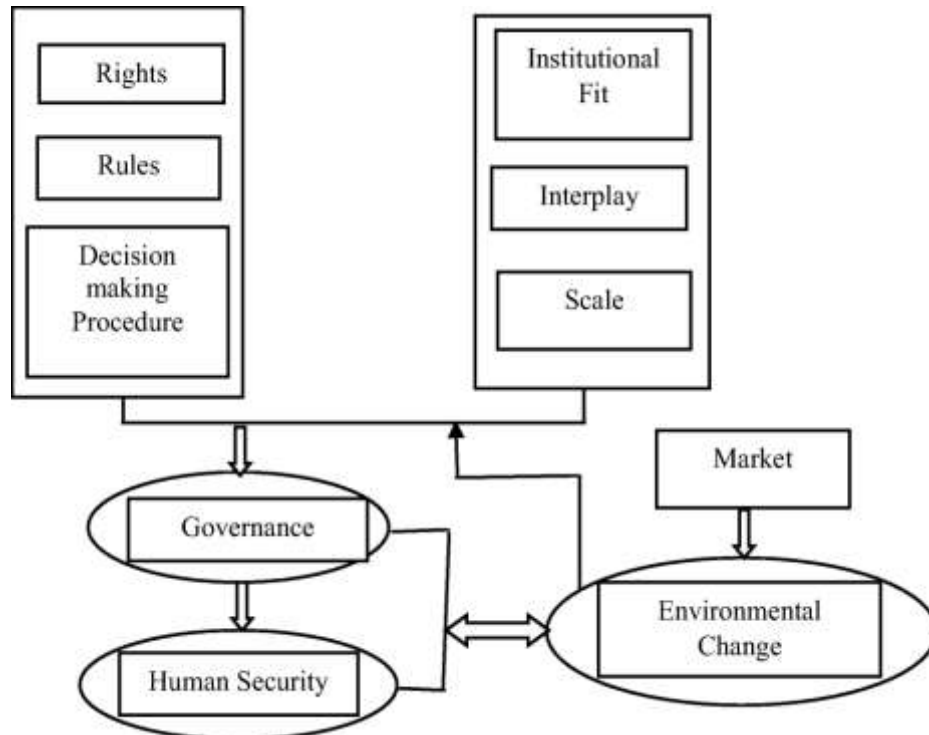 Rights
Rules
Decision
making
Procedure
Institutional
Fit
Interplay
Scale
Market
Governance
Environmental
Change
Human Security